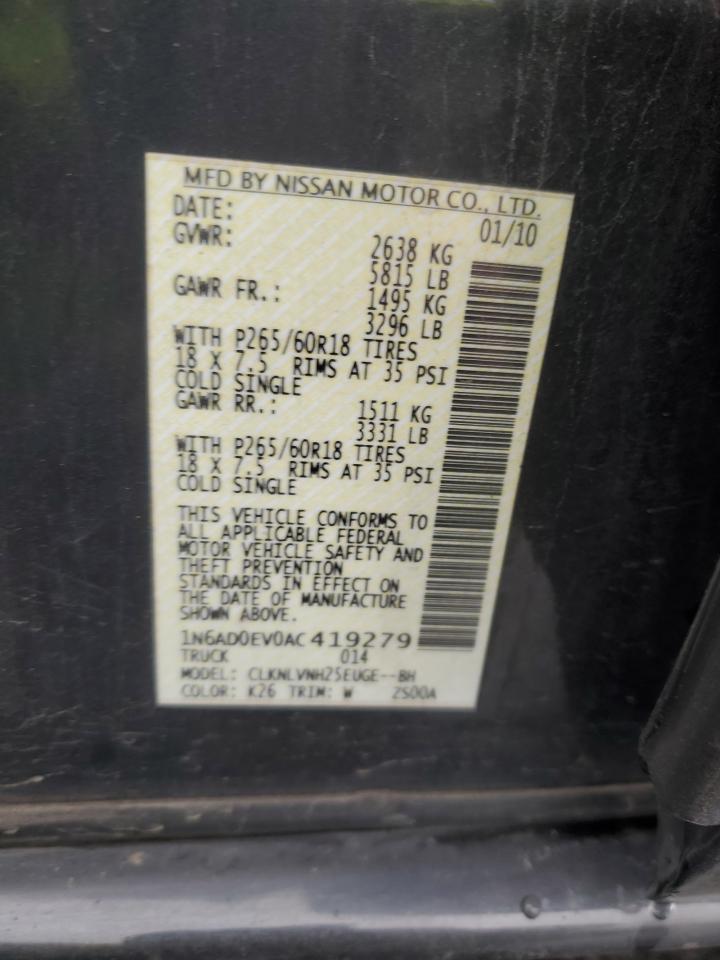 MFD BY NISSAN MOTOR CO., LTD.
DATE: 01/10
GVWR: 2638 KG
5815 LB
GAWR FR.: 1495 KG
3296 LB
WITH P265/60R18 TIRES
18 X 7.5 RIMS AT 35 PSI
COLD SINGLE
GAWR RR.: 1511 KG
3331 LB
WITH P265/60R18 TIRES
18 X 7.5 RIMS AT 35 PSI
COLD SINGLE
THIS VEHICLE CONFORMS TO
ALL APPLICABLE FEDERAL
MOTOR VEHICLE SAFETY AND
THEFT PREVENTION
STANDARDS IN EFFECT ON
THE DATE OF MANUFACTURE
SHOWN ABOVE.
1N6AD0EV0AC 419279
TRUCK 014
MODEL: CLKNLVNH25EUGE--BH
COLOR: K26 TRIM: W ZS00A